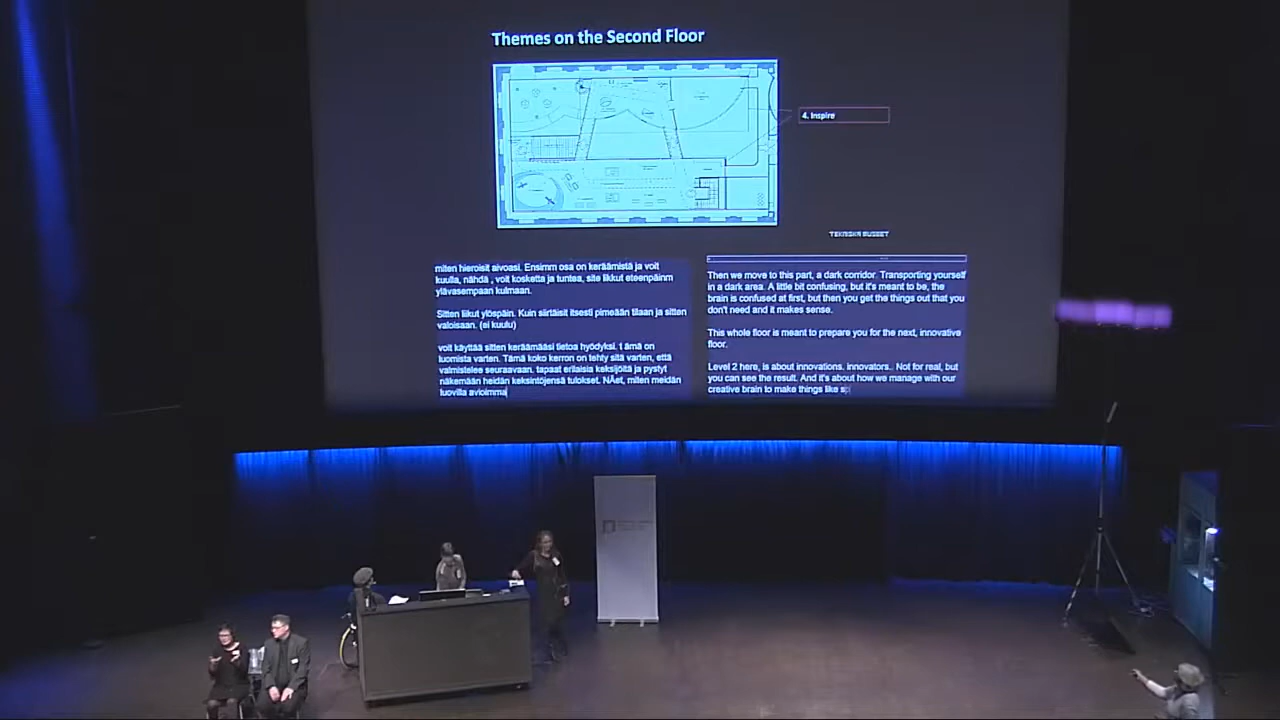 Themes on the Second Floor
4. Inspire
TEKNISKA MUSEET
miten hieroisit aivoasi. Ensimm osa on keräämistä ja voit
kuulla, nähdä , voit kosketta ja tuntea, site liikut eteenpäinm
ylävasempaan kulmaan.
Sitten liikut ylöspäin. Kuin siirtäisit itsesti pimeään tilaan ja sitten
valoisaan. (ei kuulu)
voit käyttää sitten keräämääsi tietoa hyödyksi. t ämä on
luomista varten. Tämä koko kerron on tehty sitä varten, että
valmistelee seuraavaan. tapaat erilaisia keksijöitä ja pystyt
näkemään heidän keksintöjensä tulokset. NÄet, miten meidän
luovilla avioimma
Then we move to this part, a dark corridor. Transporting yourself
in a dark area. A little bit confusing, but it's meant to be, the
brain is confused at first, but then you get the things out that you
don't need and it makes sense.
This whole floor is meant to prepare you for the next, innovative
floor.
Level 2 here, is about innovations. innovators.. Not for real, but
you can see the result. And it's about how we manage with our
creative brain to make things like sp